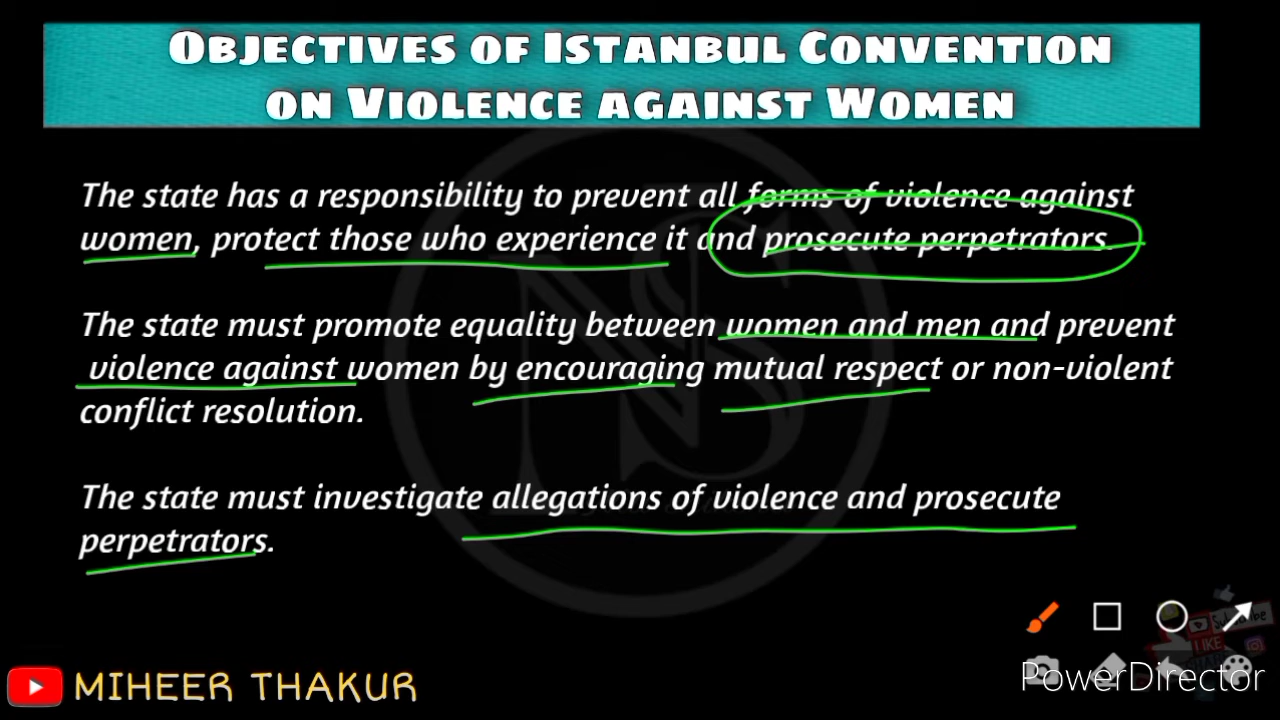 OBJECTIVES OF ISTANBUL CONVENTION
ON VIOLENCE AGAINST WOMEN
The state has a responsibility to prevent all forms of violence against
women, protect those who experience it and prosecute perpetrators.
The state must promote equality between women and men and prevent
violence against women by encouraging mutual respect or non-violent
conflict resolution.
The state must investigate allegations of violence and prosecute
perpetrators.
Subscribe
LIKE
MIHEER THAKUR
PowerDirector